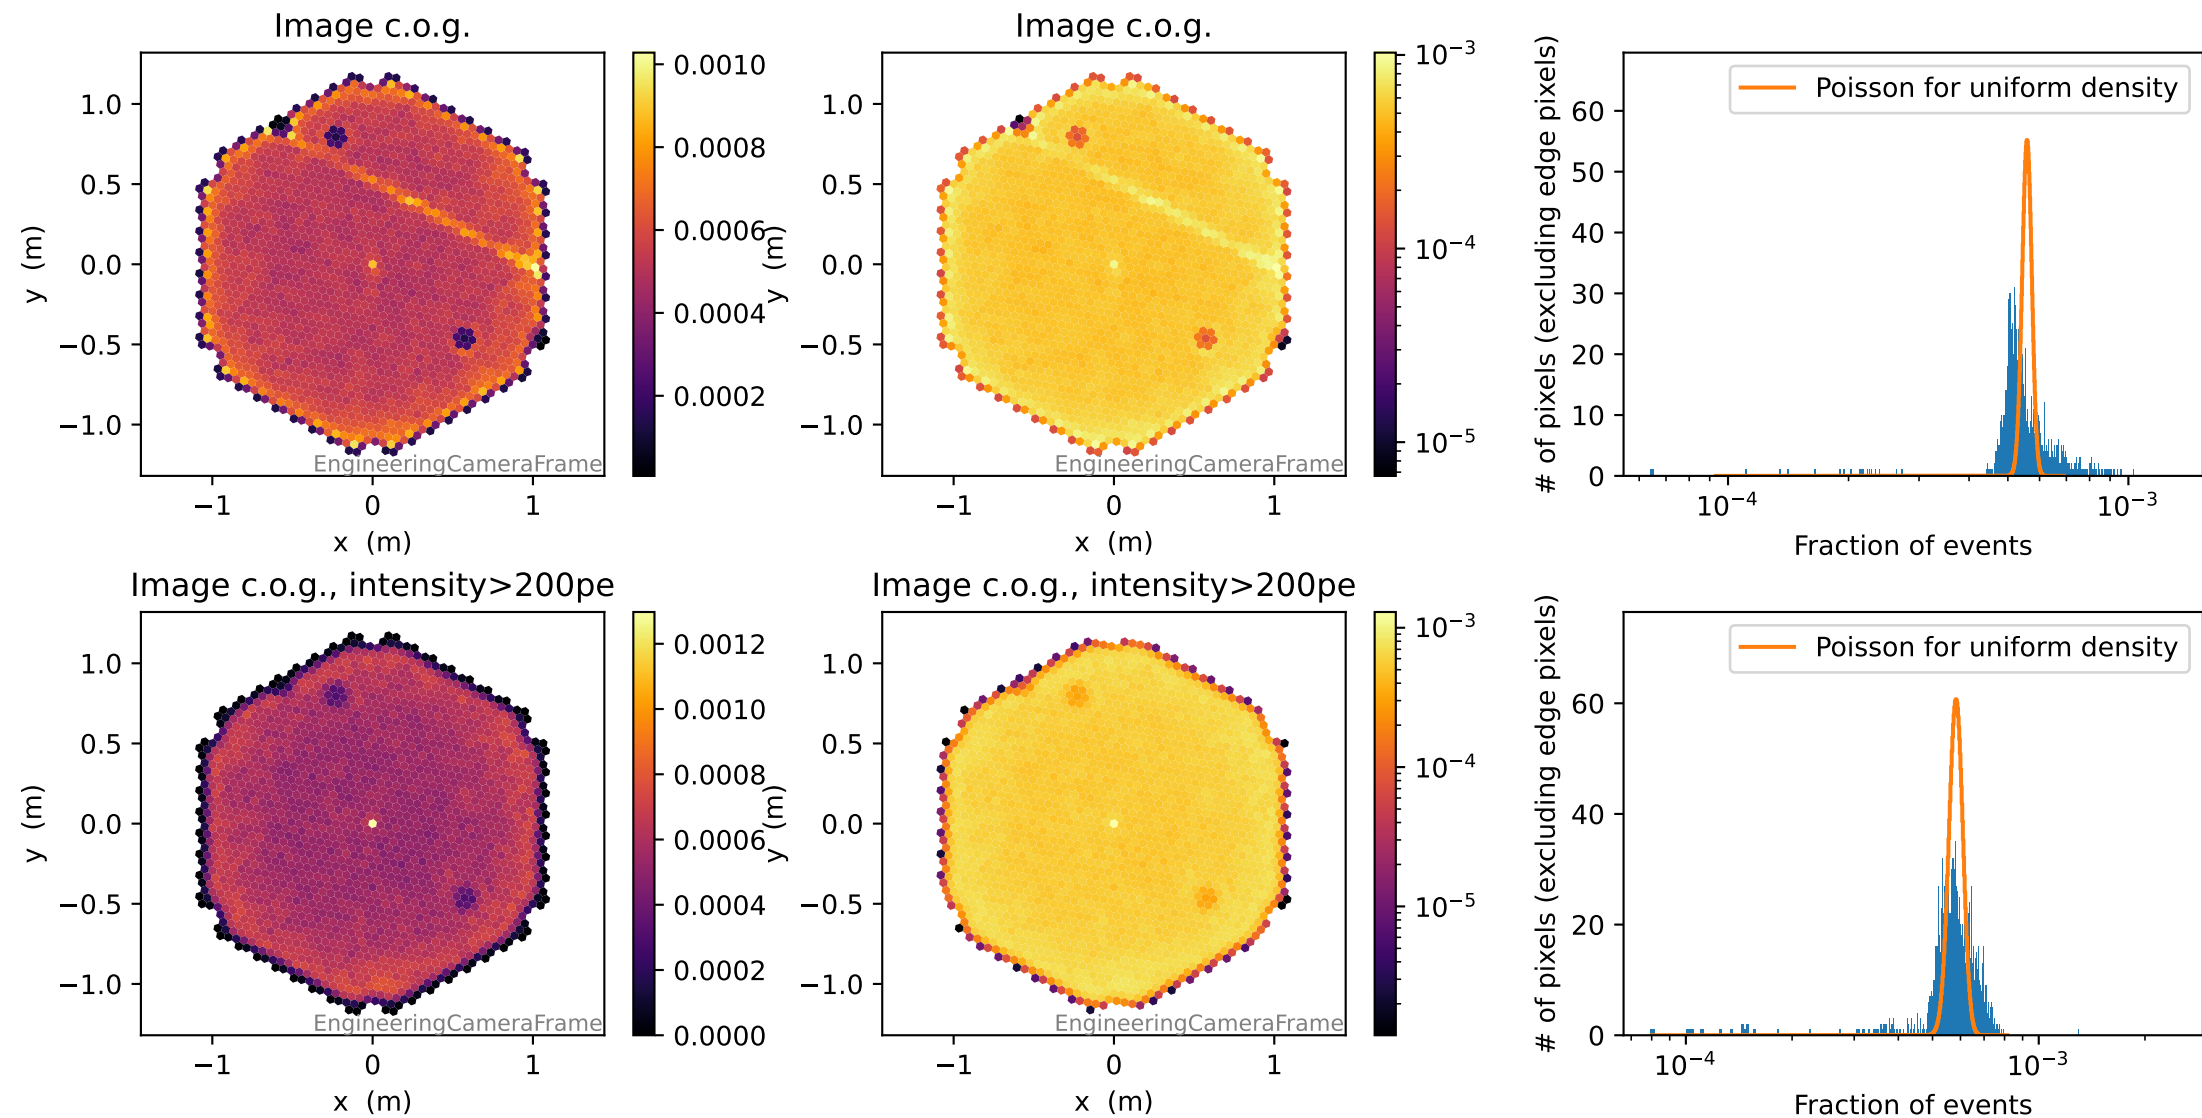 Image c.o.g.
1.0
0.5
0.0
−0.5
−1.0
y (m)
−1
0
1
x (m)
EngineeringCameraFrame
0.0010
0.0008
0.0006
0.0004
0.0002
Image c.o.g.
1.0
0.5
0.0
−0.5
−1.0
y (m)
−1
0
1
x (m)
EngineeringCameraFrame
10⁻³
10⁻⁴
10⁻⁵
Poisson for uniform density
# of pixels (excluding edge pixels)
60
50
40
30
20
10
0
10⁻⁴
10⁻³
Fraction of events
Image c.o.g., intensity>200pe
1.0
0.5
0.0
−0.5
−1.0
y (m)
−1
0
1
x (m)
EngineeringCameraFrame
0.0012
0.0010
0.0008
0.0006
0.0004
0.0002
0.0000
Image c.o.g., intensity>200pe
1.0
0.5
0.0
−0.5
−1.0
y (m)
−1
0
1
x (m)
EngineeringCameraFrame
10⁻³
10⁻⁴
10⁻⁵
Poisson for uniform density
# of pixels (excluding edge pixels)
60
40
20
0
10⁻⁴
10⁻³
Fraction of events